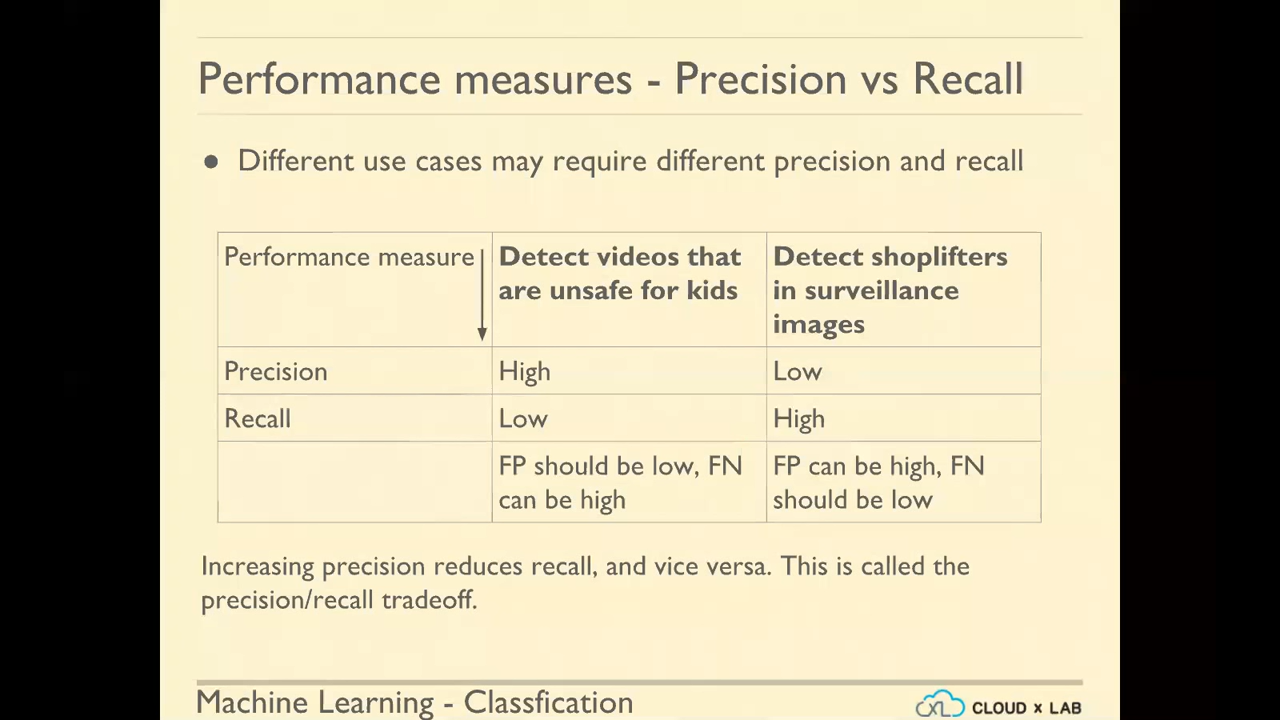 Performance measures - Precision vs Recall
● Different use cases may require different precision and recall
Performance measure
Detect videos that
are unsafe for kids
Detect shoplifters
in surveillance
images
Precision
High
Low
Recall
Low
High
FP should be low, FN
can be high
FP can be high, FN
should be low
Increasing precision reduces recall, and vice versa. This is called the
precision/recall tradeoff.
Machine Learning - Classfication
CLOUD x LAB